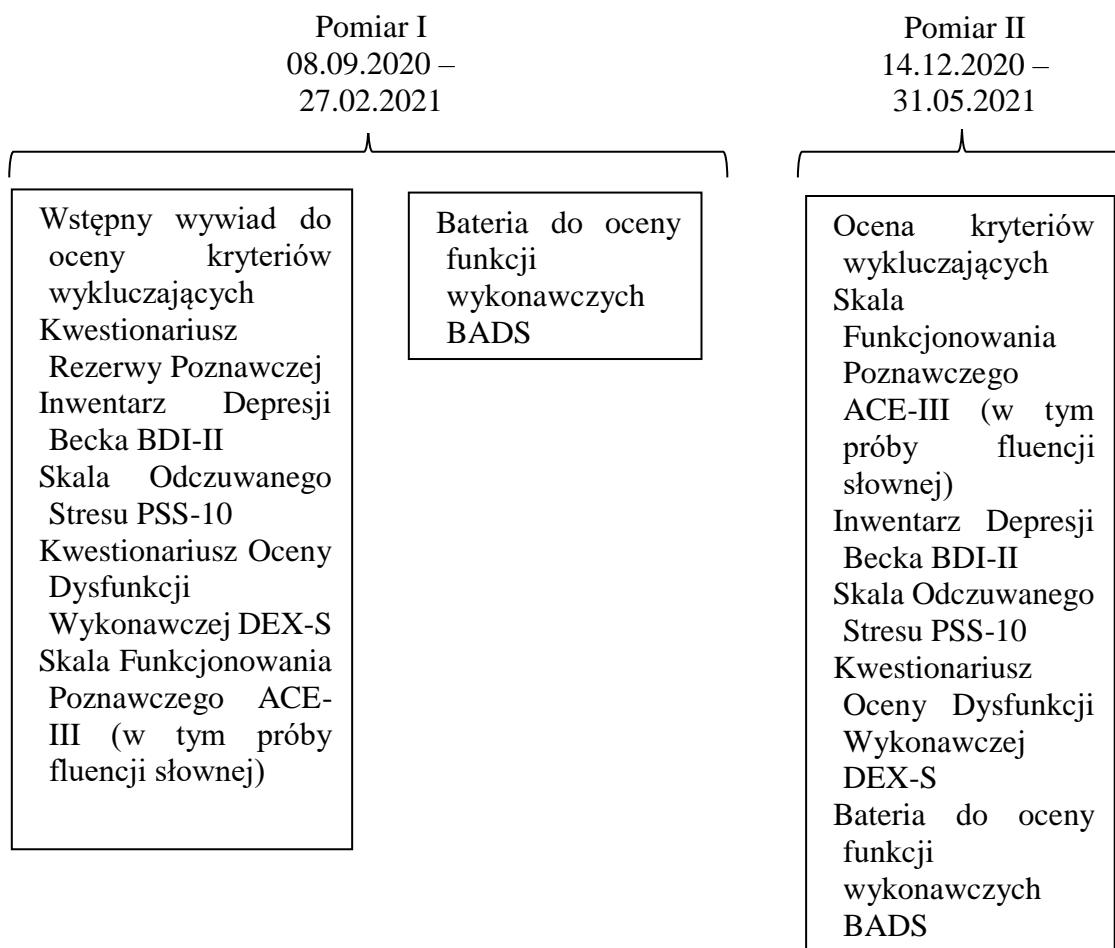 Pomiar I
08.09.2020 –
27.02.2021
Wstępny wywiad do
oceny kryteriów
wykluczających
Kwestionariusz
Rezerwy Poznawczej
Inwentarz Depresji
Becka BDI-II
Skala Odczuwanego
Stresu PSS-10
Kwestionariusz Oceny
Dysfunkcji
Wykonawczej DEX-S
Skala Funkcjonowania
Poznawczego ACE-
III (w tym próby
fluencji słownej)
Bateria do oceny
funkcji
wykonawczych
BADS
Pomiar II
14.12.2020 –
31.05.2021
Ocena kryteriów
wykluczających
Skala
Funkcjonowania
Poznawczego
ACE-III (w tym
próby fluencji
słownej)
Inwentarz Depresji
Becka BDI-II
Skala Odczuwanego
Stresu PSS-10
Kwestionariusz
Oceny Dysfunkcji
Wykonawczej
DEX-S
Bateria do oceny
funkcji
wykonawczych
BADS